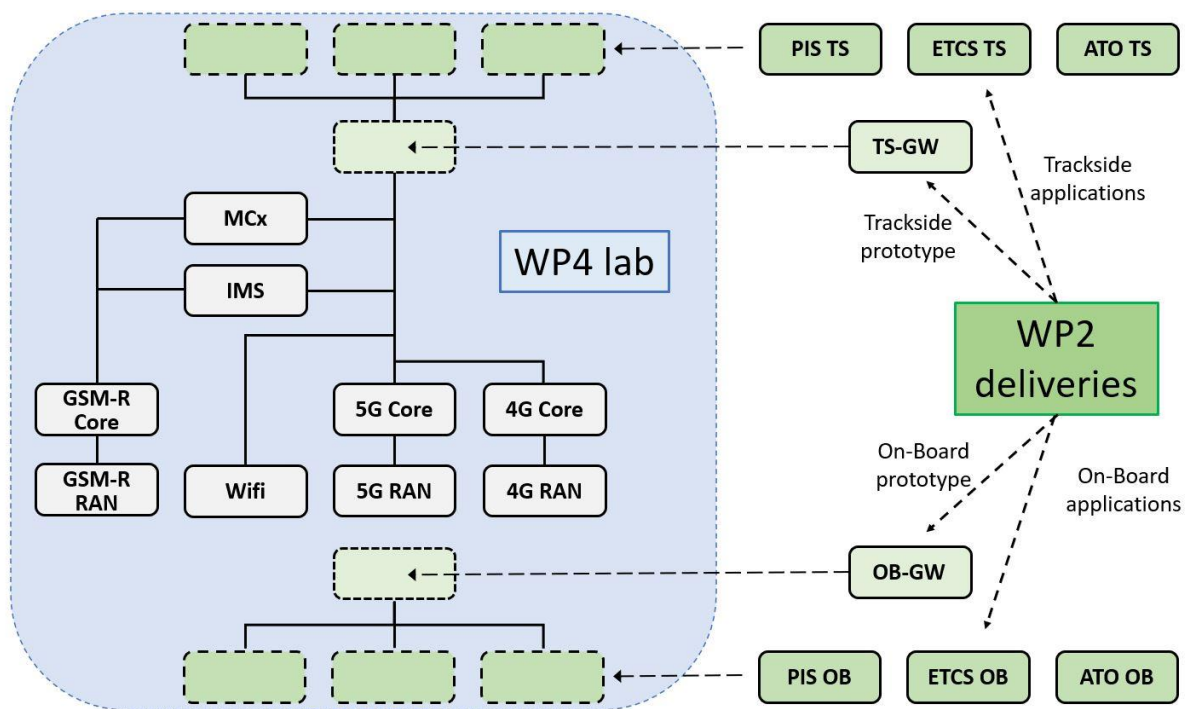 PIS TS
ETCS TS
ATO TS
TS-GW
Trackside
applications
Trackside
prototype
MCx
IMS
WP4 lab
WP2
deliveries
GSM-R
Core
5G Core
4G Core
GSM-R
RAN
Wifi
5G RAN
4G RAN
On-Board
prototype
On-Board
applications
OB-GW
PIS OB
ETCS OB
ATO OB